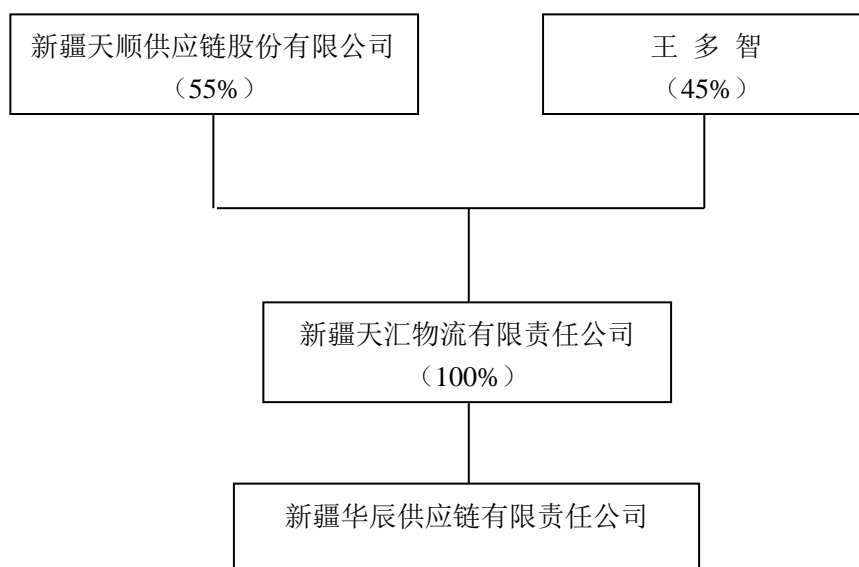 新疆天顺供应链股份有限公司
（55%）
王 多 智
（45%）
新疆天汇物流有限责任公司
（100%）
新疆华辰供应链有限责任公司